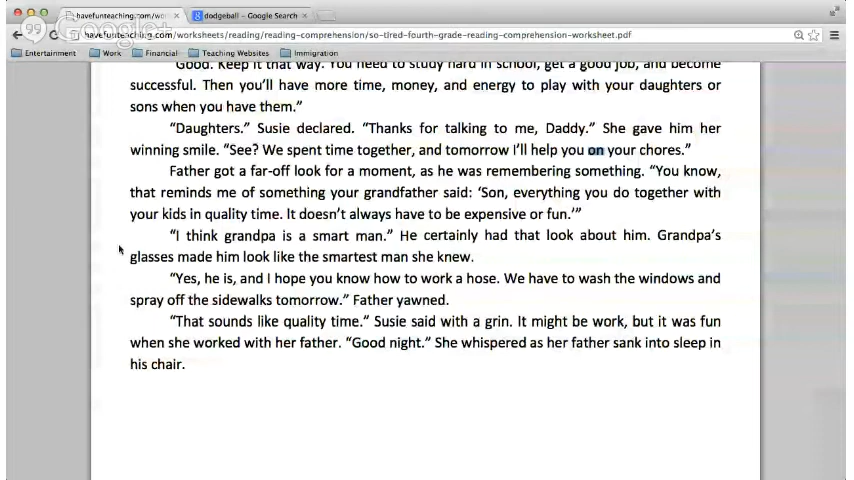 havefunteaching.com/wor
dodgeball - Google Search
Google+
havefunteaching.com/worksheets/reading/reading-comprehension/so-tired-fourth-grade-reading-comprehension-worksheet.pdf
Entertainment Work Financial Teaching Websites Immigration
"Good. Keep it that way. You need to study hard in school, get a good job, and become
successful. Then you'll have more time, money, and energy to play with your daughters or
sons when you have them."
"Daughters." Susie declared. "Thanks for talking to me, Daddy." She gave him her
winning smile. "See? We spent time together, and tomorrow I'll help you on your chores."
Father got a far-off look for a moment, as he was remembering something. "You know,
that reminds me of something your grandfather said: 'Son, everything you do together with
your kids in quality time. It doesn't always have to be expensive or fun.'"
"I think grandpa is a smart man." He certainly had that look about him. Grandpa's
glasses made him look like the smartest man she knew.
"Yes, he is, and I hope you know how to work a hose. We have to wash the windows and
spray off the sidewalks tomorrow." Father yawned.
"That sounds like quality time." Susie said with a grin. It might be work, but it was fun
when she worked with her father. "Good night." She whispered as her father sank into sleep in
his chair.